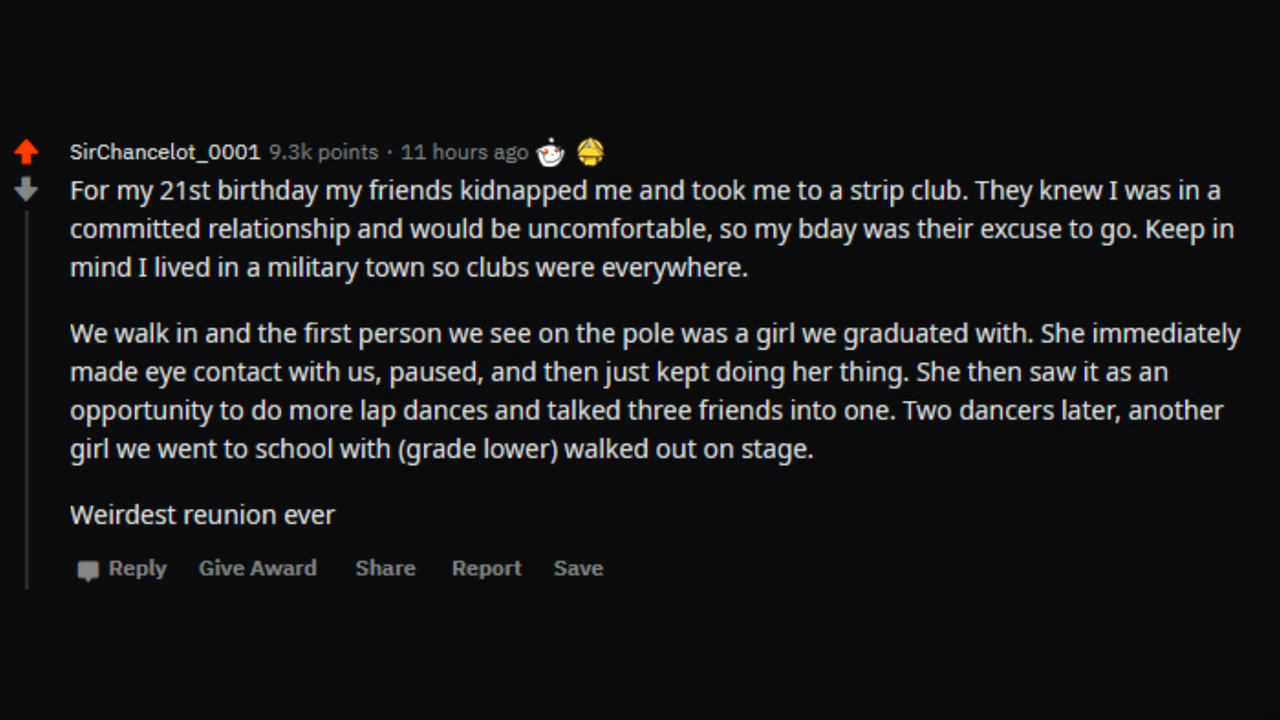 SirChancelot_0001 9.3k points · 11 hours ago
For my 21st birthday my friends kidnapped me and took me to a strip club. They knew I was in a
committed relationship and would be uncomfortable, so my bday was their excuse to go. Keep in
mind I lived in a military town so clubs were everywhere.
We walk in and the first person we see on the pole was a girl we graduated with. She immediately
made eye contact with us, paused, and then just kept doing her thing. She then saw it as an
opportunity to do more lap dances and talked three friends into one. Two dancers later, another
girl we went to school with (grade lower) walked out on stage.
Weirdest reunion ever
Reply Give Award Share Report Save